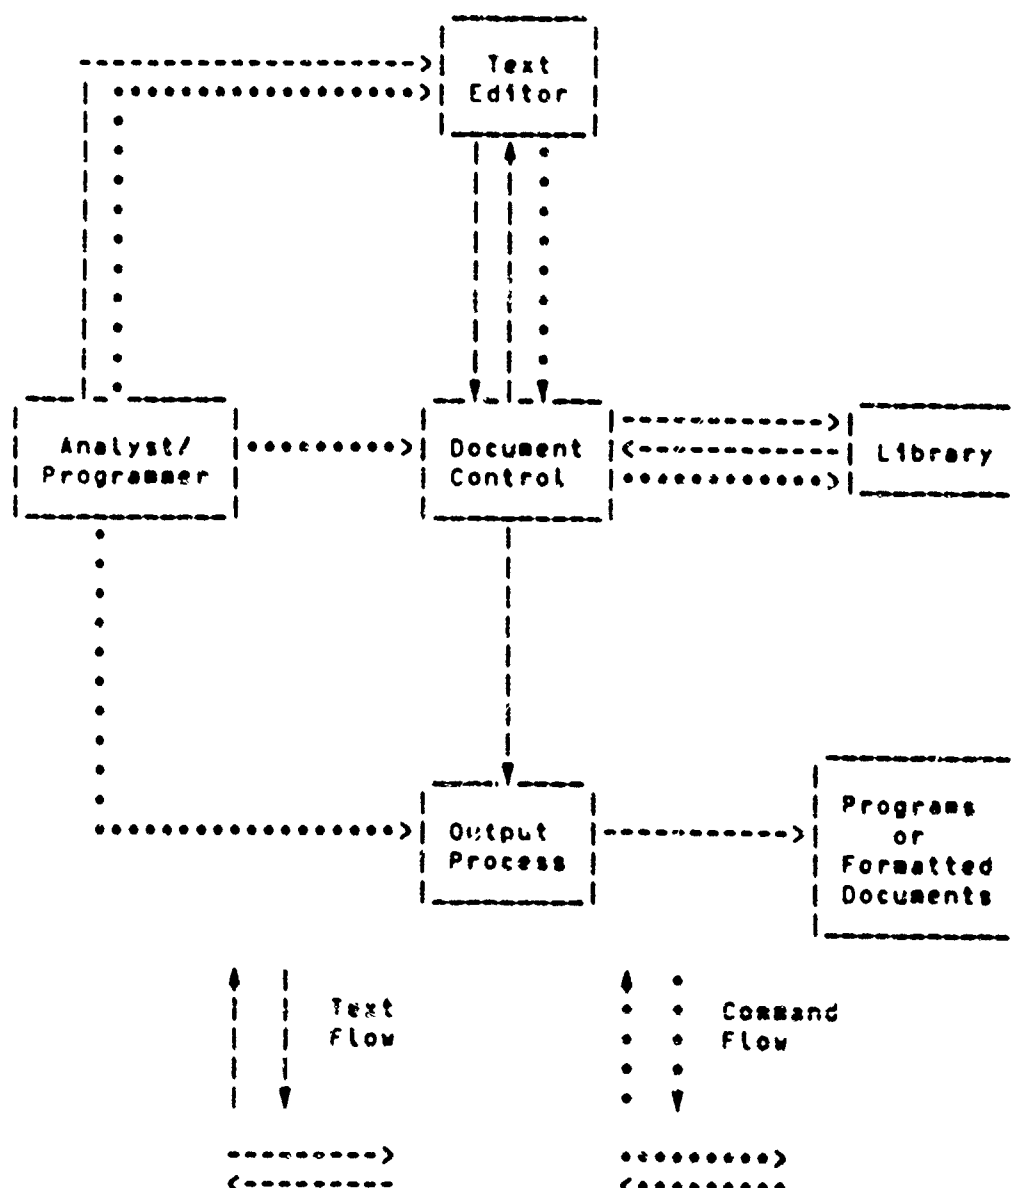 Text
Editor
Analyst/
Programmer
Document
Control
Library
Output
Process
Programs
or
Formatted
Documents
Text
Flow
Command
Flow